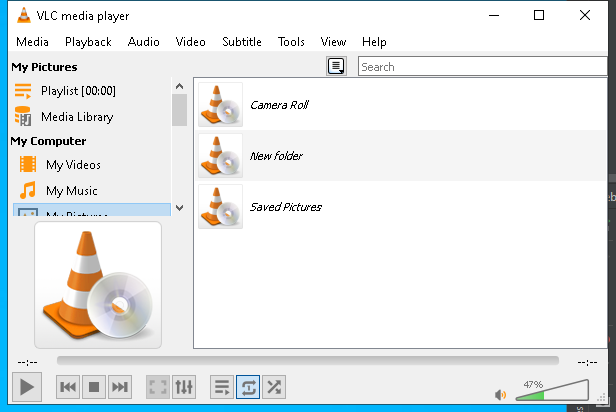 VLC media player
Media Playback Audio Video Subtitle Tools View Help
My Pictures
Search
Playlist [00:00]
Media Library
My Computer
My Videos
My Music
My Pictures
Camera Roll
New folder
Saved Pictures
--:-- --:--
47%